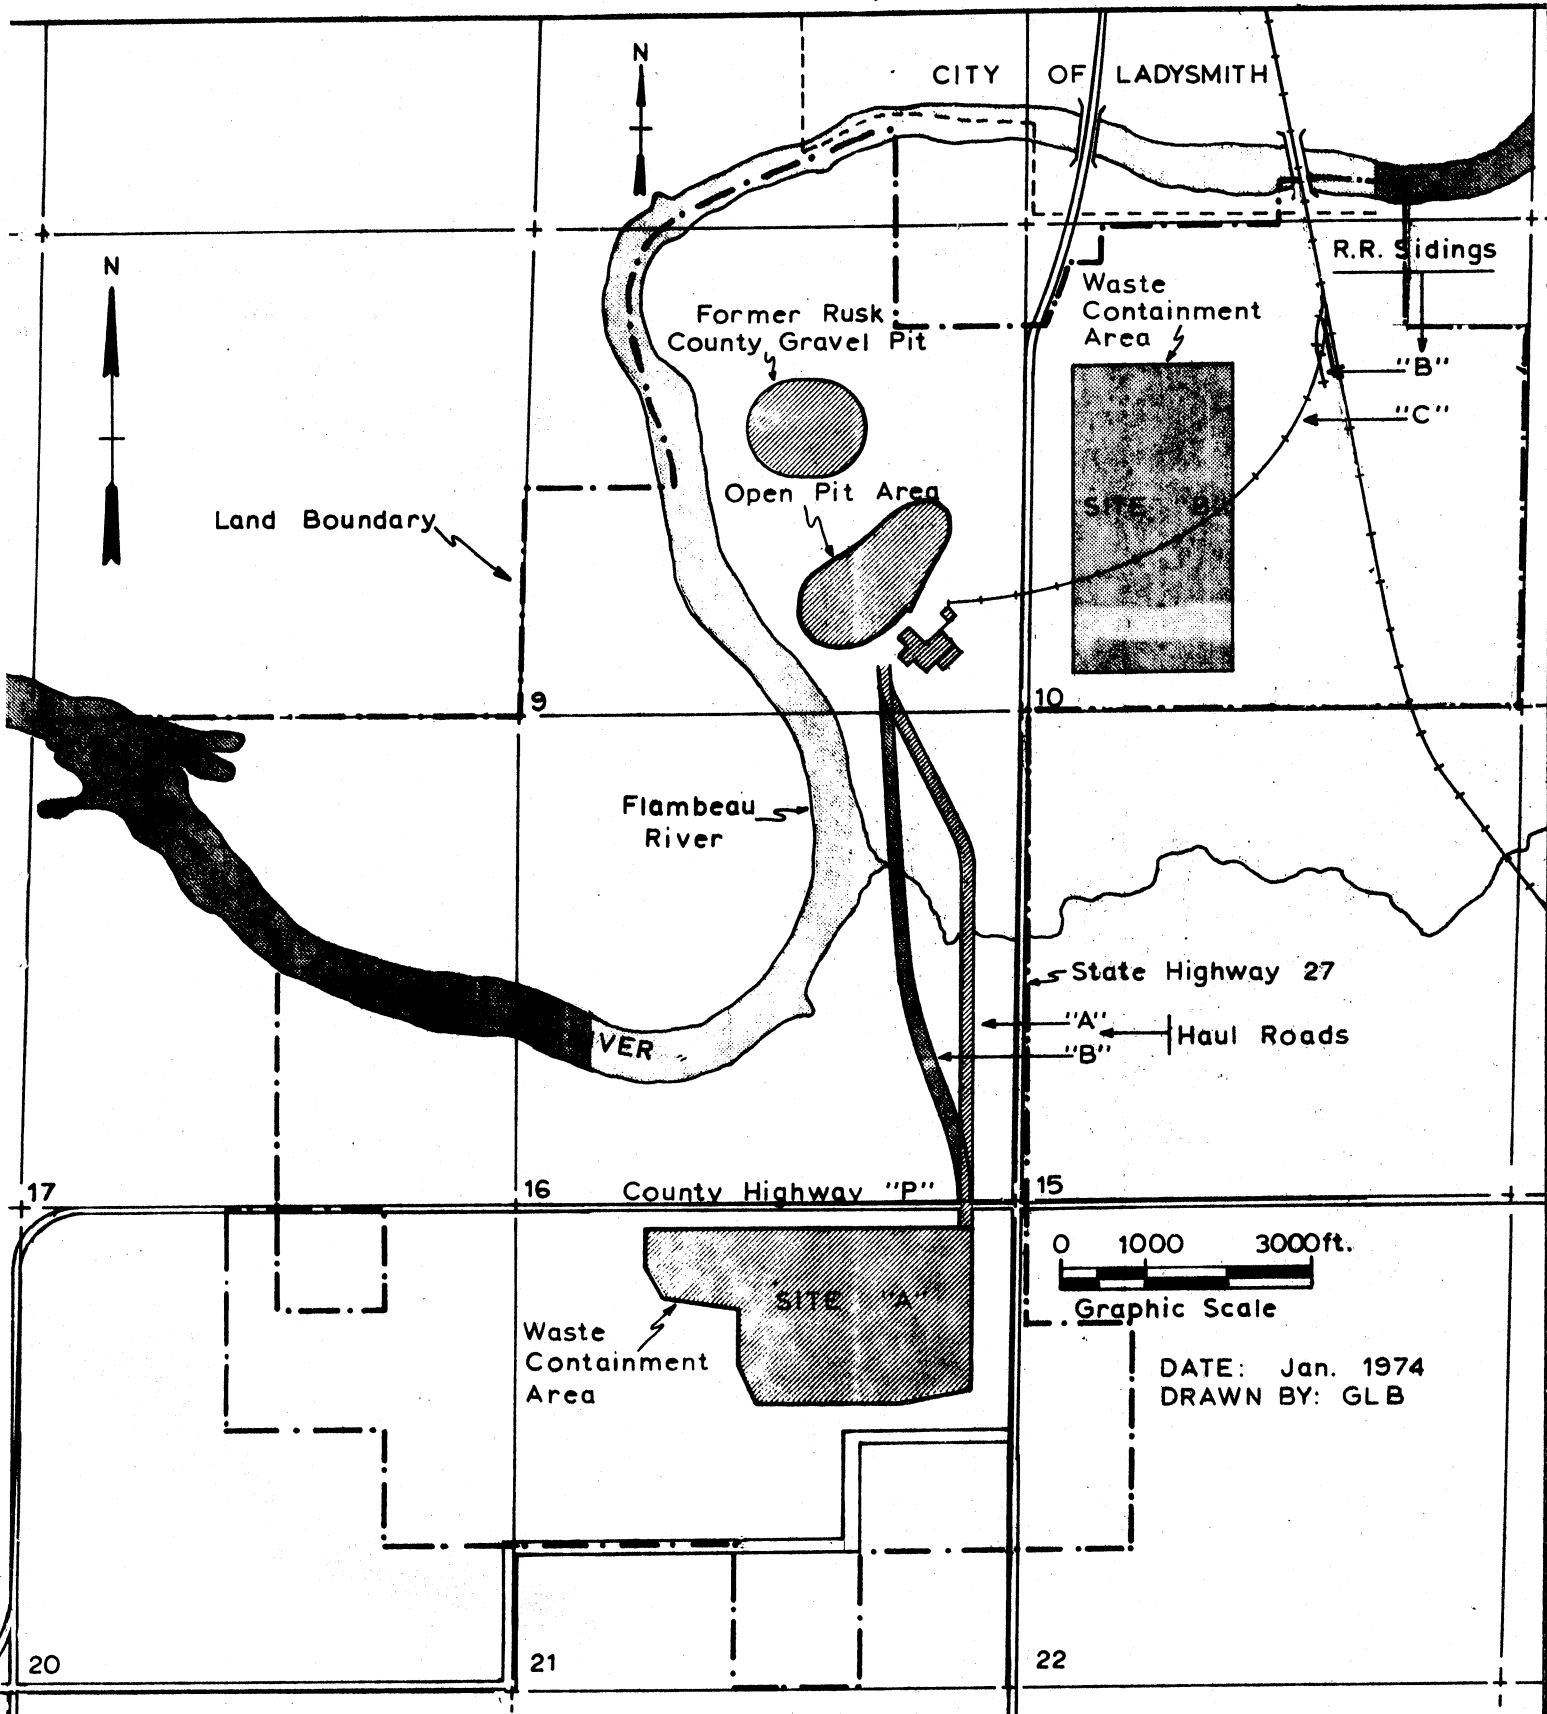 N
CITY OF LADYSMITH
N
R.R. Sidings
Waste
Containment
Area
Former Rusk
County Gravel Pit
"B"
"C"
Open Pit Area
SITE "B"
Land Boundary
9
10
Flambeau
River
State Highway 27
"A"
Haul Roads
"B"
VER
17
16
County Highway "P"
15
0 1000 3000ft.
Graphic Scale
SITE "A"
Waste
Containment
Area
DATE: Jan. 1974
DRAWN BY: GLB
20
21
22